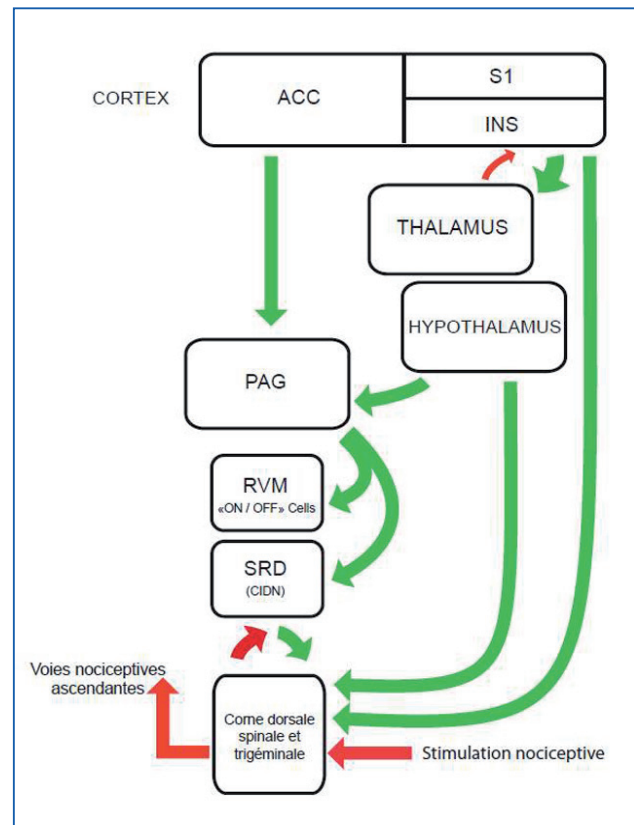 CORTEX
ACC
S1
INS
THALAMUS
HYPOTHALAMUS
PAG
RVM
«ON / OFF» Cells
SRD
(CIDN)
Voies nociceptives
ascendantes
Corne dorsale
spinale et
trigéminale
Stimulation nociceptive